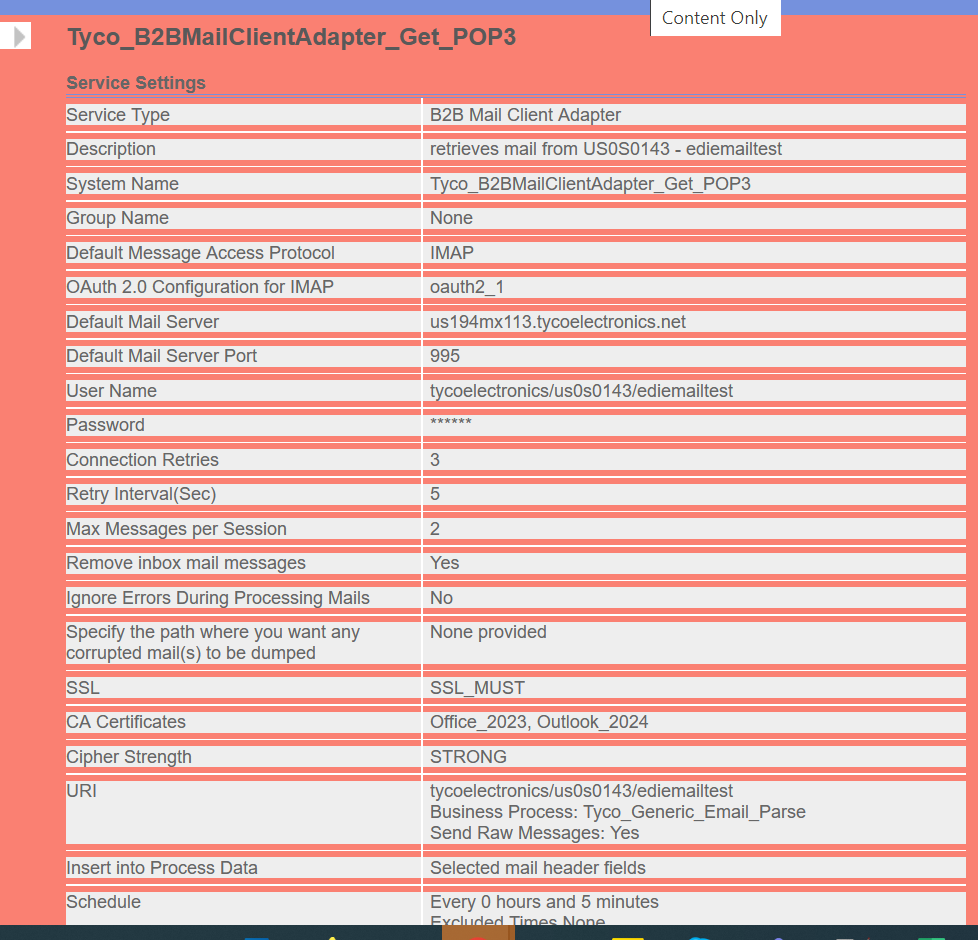 Content Only
Tyco_B2BMailClientAdapter_Get_POP3
Service Settings
Service Type B2B Mail Client Adapter
Description retrieves mail from US0S0143 - ediemailtest
System Name Tyco_B2BMailClientAdapter_Get_POP3
Group Name None
Default Message Access Protocol IMAP
OAuth 2.0 Configuration for IMAP oauth2_1
Default Mail Server us194mx113.tycoelectronics.net
Default Mail Server Port 995
User Name tycoelectronics/us0s0143/ediemailtest
Password ******
Connection Retries 3
Retry Interval(Sec) 5
Max Messages per Session 2
Remove inbox mail messages Yes
Ignore Errors During Processing Mails No
Specify the path where you want any None provided
corrupted mail(s) to be dumped
SSL SSL_MUST
CA Certificates Office_2023, Outlook_2024
Cipher Strength STRONG
URI tycoelectronics/us0s0143/ediemailtest
Business Process: Tyco_Generic_Email_Parse
Send Raw Messages: Yes
Insert into Process Data Selected mail header fields
Schedule Every 0 hours and 5 minutes
Excluded Times None